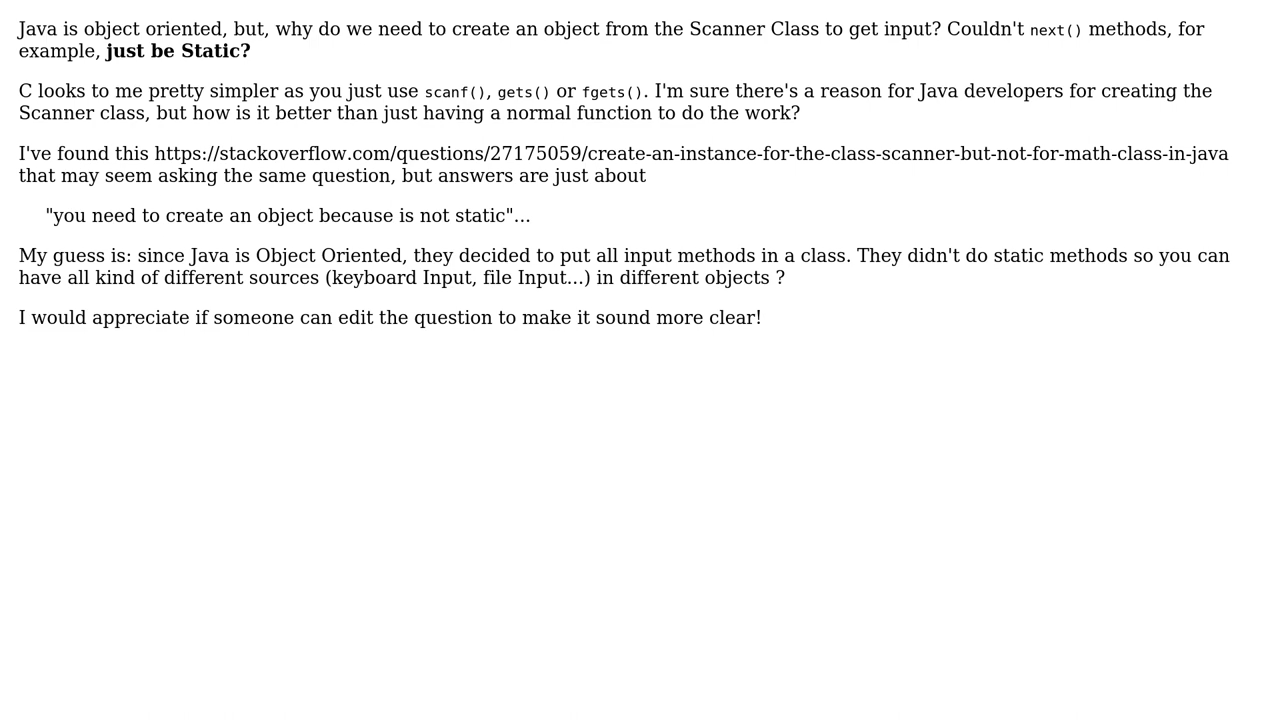 Java is object oriented, but, why do we need to create an object from the Scanner Class to get input? Couldn't next() methods, for
example, just be Static?
C looks to me pretty simpler as you just use scanf(), gets() or fgets(). I'm sure there's a reason for Java developers for creating the
Scanner class, but how is it better than just having a normal function to do the work?
I've found this https://stackoverflow.com/questions/27175059/create-an-instance-for-the-class-scanner-but-not-for-math-class-in-java
that may seem asking the same question, but answers are just about
"you need to create an object because is not static"...
My guess is: since Java is Object Oriented, they decided to put all input methods in a class. They didn't do static methods so you can
have all kind of different sources (keyboard Input, file Input...) in different objects ?
I would appreciate if someone can edit the question to make it sound more clear!